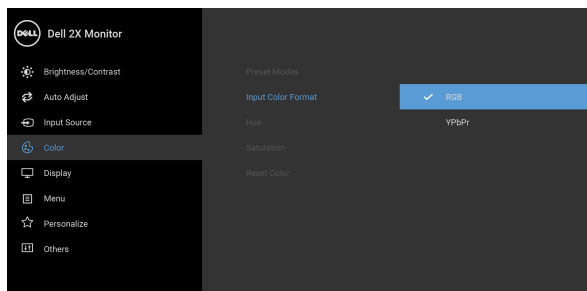 DELL Dell 2X Monitor
Brightness/Contrast
Auto Adjust
Input Source
Color
Display
Menu
Personalize
Others
Preset Modes
Input Color Format
Hue
Saturation
Reset Color
RGB
YPbPr